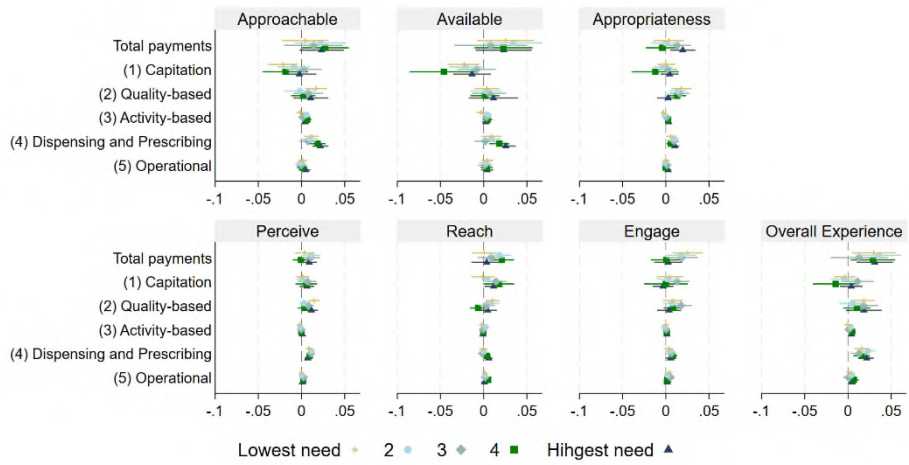 Approachable Available Appropriateness
Total payments
(1) Capitation
(2) Quality-based
(3) Activity-based
(4) Dispensing and Prescribing
(5) Operational
-.1 -.05 0 .05 -.1 -.05 0 .05 -.1 -.05 0 .05
Perceive Reach Engage Overall Experience
Total payments
(1) Capitation
(2) Quality-based
(3) Activity-based
(4) Dispensing and Prescribing
(5) Operational
-.1 -.05 0 .05 -.1 -.05 0 .05 -.1 -.05 0 .05 -.1 -.05 0 .05
Lowest need 2 3 4 Hihgest need